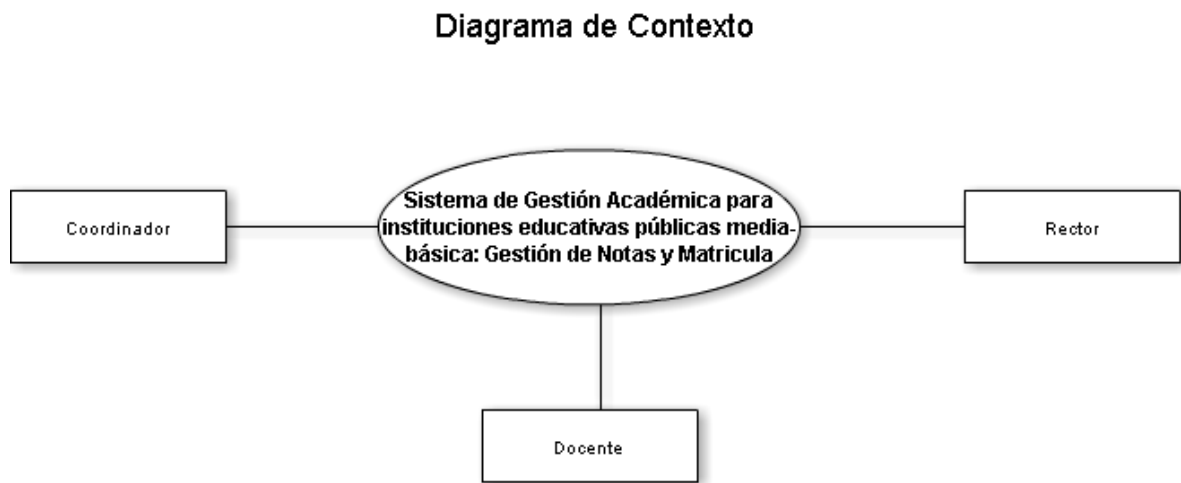 Diagrama de Contexto
Sistema de Gestión Académica para
instituciones educativas públicas media-
básica: Gestión de Notas y Matricula
Coordinador
Rector
Docente